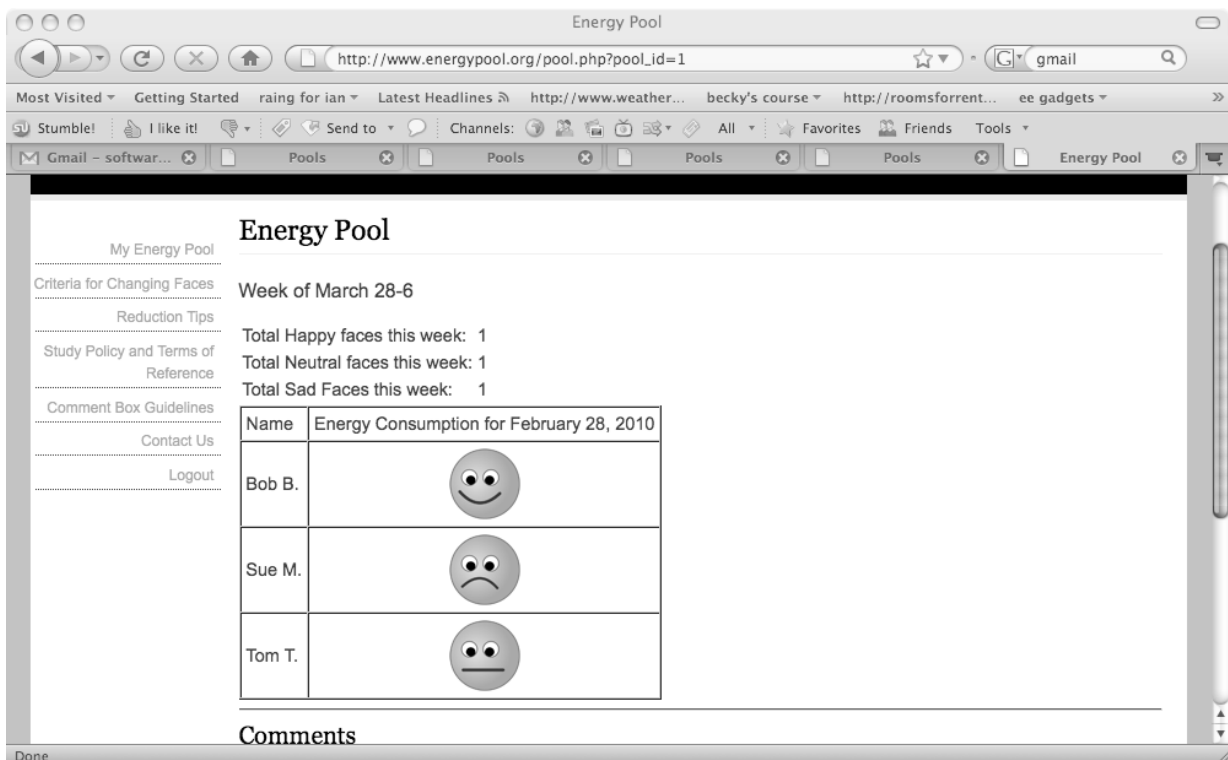 Energy Pool
http://www.energypool.org/pool.php?pool_id=1
G
gmail
Most Visited
Getting Started
raing for ian
Latest Headlines
http://www.weather...
becky's course
http://roomsforrent...
ee gadgets
»
SU Stumble!
I like it!
Send to
Channels:
All
Favorites
Friends
Tools
Gmail - softwar...
Pools
Pools
Pools
Pools
Energy Pool
My Energy Pool
Criteria for Changing Faces
Reduction Tips
Study Policy and Terms of
Reference
Comment Box Guidelines
Contact Us
Logout
Energy Pool
Week of March 28-6
Total Happy faces this week: 1
Total Neutral faces this week: 1
Total Sad Faces this week: 1
Name Energy Consumption for February 28, 2010
Bob B.
Sue M.
Tom T.
Comments
Done